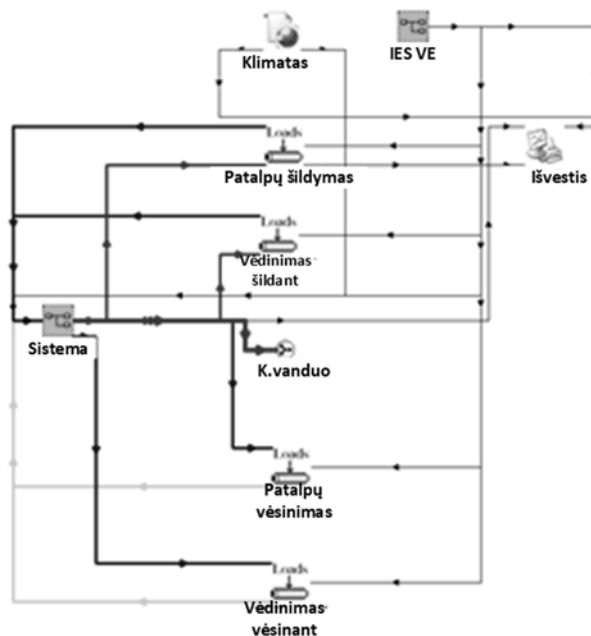 Klimatas
IES VE
Loads
Patalpų šildymas
Išvestis
Loads
Vėdinimas
šildant
Sistema
K.vanduo
Loads
Patalpų
vėsinimas
Loads
Vėdinimas
vėsinant